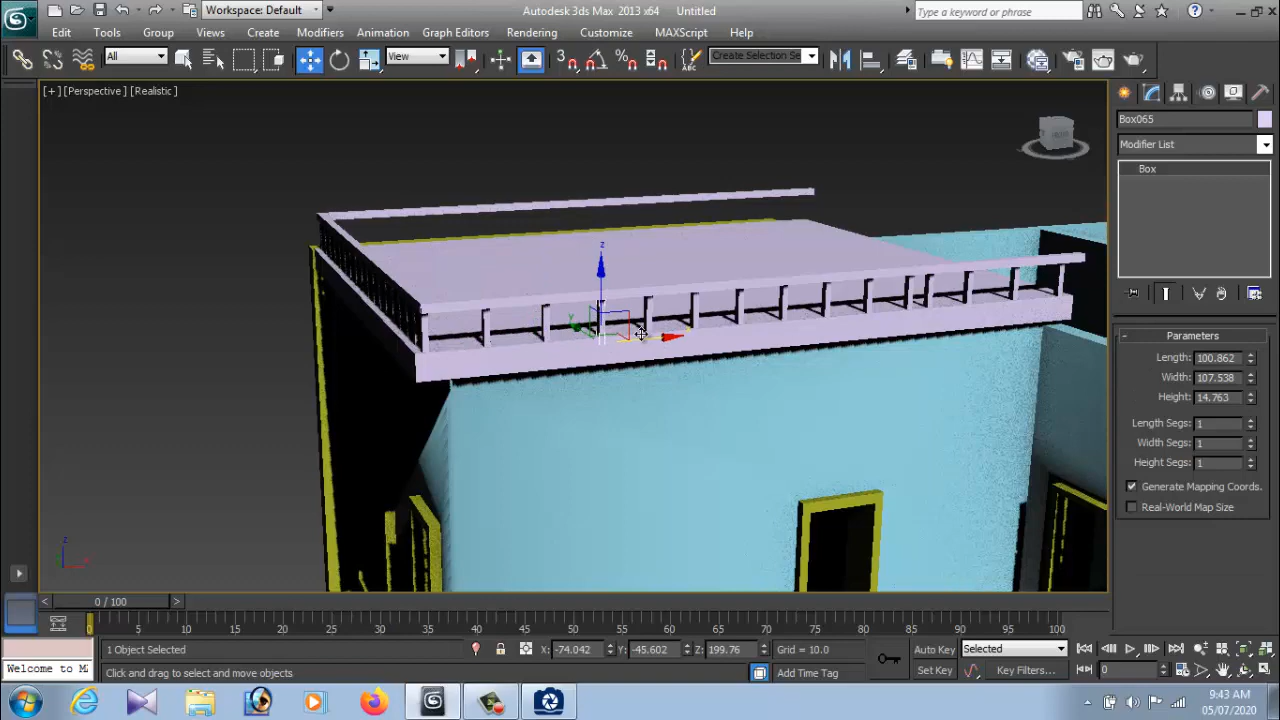 Workspace: Default
Autodesk 3ds Max 2013 x64 Untitled
Type a keyword or phrase
Edit Tools Group Views Create Modifiers Animation Graph Editors Rendering Customize MAXScript Help
All
View
Create Selection Se
[+] [Perspective] [Realistic]
Box065
Modifier List
Box
Parameters
Length: 100.862
Width: 107.538
Height: 14.763
Length Segs: 1
Width Segs: 1
Height Segs: 1
Generate Mapping Coords.
Real-World Map Size
z
y
z
x
< 0 / 100 >
0 5 10 15 20 25 30 35 40 45 50 55 60 65 70 75 80 85 90 95 100
1 Object Selected
X: -74.042 Y: -45.602 Z: 199.76 Grid = 10.0
Auto Key Selected
Welcome to M
Click and drag to select and move objects
Add Time Tag
Set Key Key Filters...
0
9:43 AM
05/07/2020